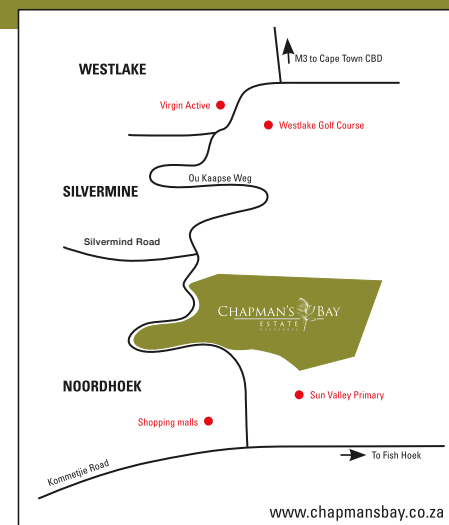 M3 to Cape Town CBD
WESTLAKE
Virgin Active
Westlake Golf Course
Ou Kaapse Weg
SILVERMINE
Silvermind Road
CHAPMAN'S BAY
ESTATE
NOORDHOEK
Sun Valley Primary
Shopping malls
To Fish Hoek
Kommetjie Road
www.chapmansbay.co.za